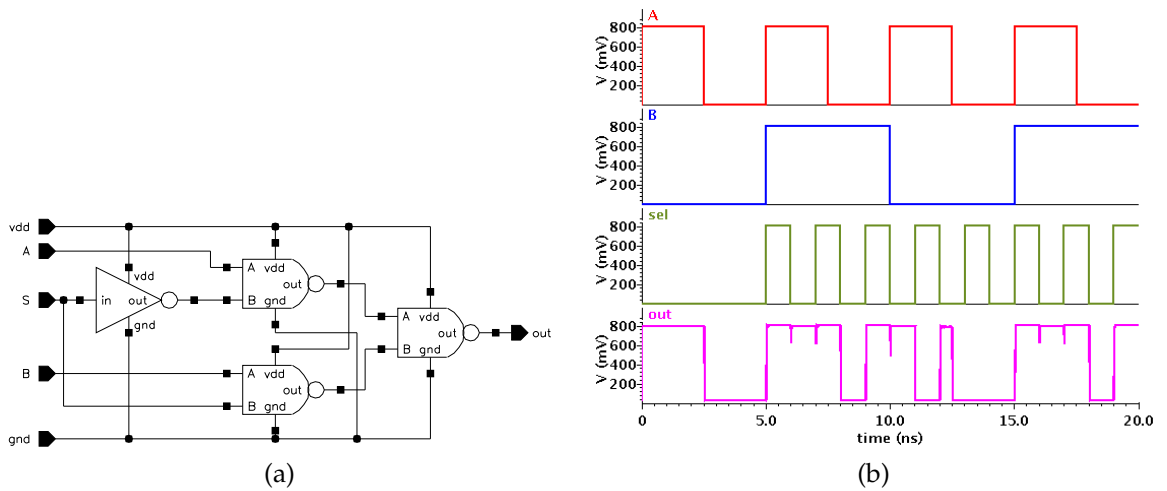 vdd
A
S
B
gnd
in out
vdd
gnd
A vdd
out
B gnd
A vdd
out
B gnd
A vdd
out
B gnd
out
(a)
A
V (mV)
800
600
400
200
B
V (mV)
800
600
400
200
sel
V (mV)
800
600
400
200
out
V (mV)
800
600
400
200
0 5.0 10.0 15.0 20.0
time (ns)
(b)